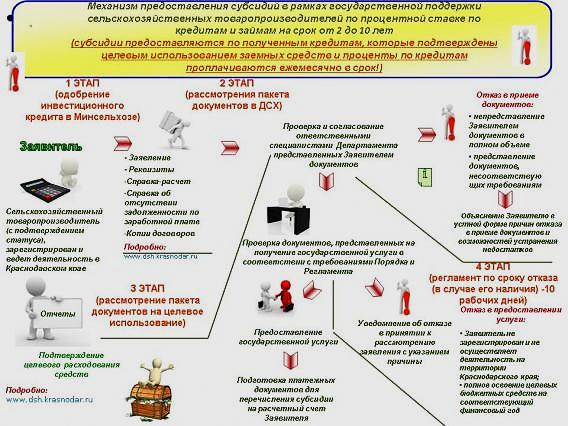 Механизм предоставления субсидий в рамках государственной поддержки
сельскохозяйственных товаропроизводителей по процентной ставке по
кредитам и займам на срок от 2 до 10 лет
(субсидии предоставляются по полученным кредитам, которые подтверждены
целевым использованием заемных средств и проценты по кредитам
проплачиваются ежемесячно в срок!)
1 ЭТАП
(одобрение
инвестиционного
кредита в Минсельхозе)
Заявитель
Сельскохозяйственный
товаропроизводитель
(с подтверждением
статуса),
зарегистрирован и
ведет деятельность в
Краснодаском крае
2 ЭТАП
(рассмотрения пакета
документов в ДСХ)
- Заявление
- Реквизиты
-Справка-расчет
-Справка об
отсутствии
задолженности по
заработной плате
-Копии договоров
Подробно:
www.dsh.krasnodar.ru
Проверка и согласование
ответственными
специалистами Департамента
представленных Заявителем
документов
Отказ в приеме
документов:
• непредставление
Заявителем
документов в
полном объеме
• представление
документов,
несоответству
ющих требованиям
Объяснение Заявителю в
устной форме причин отказа
в приеме документов и
возможностей устранения
недостатков
Проверка документов, представленных на
получение государственной услуги в
соответствии с требованиями Порядка и
Регламента
3 ЭТАП
(рассмотрение пакета
документов на целевое
использование)
Отчеты
Подтверждение
целевого расходования
средств
Подробно:
www.dsh.krasnodar.ru
Предоставление
государственной услуги
Подготовка платежных
документов для
перечисления субсидии
на расчетный счет
Заявителя
Уведомление об отказе
в принятии к
рассмотрению
заявления с указанием
причины
4 ЭТАП
(регламент по сроку отказа
(в случае его наличия) -10
рабочих дней)
Отказ в предоставлении
услуги:
• Заявитель не
зарегистрирован и не
осуществляет
деятельность на
территории
Краснодарского края;
• полное освоение целевых
бюджетных средств на
соответствующий
финансовый год